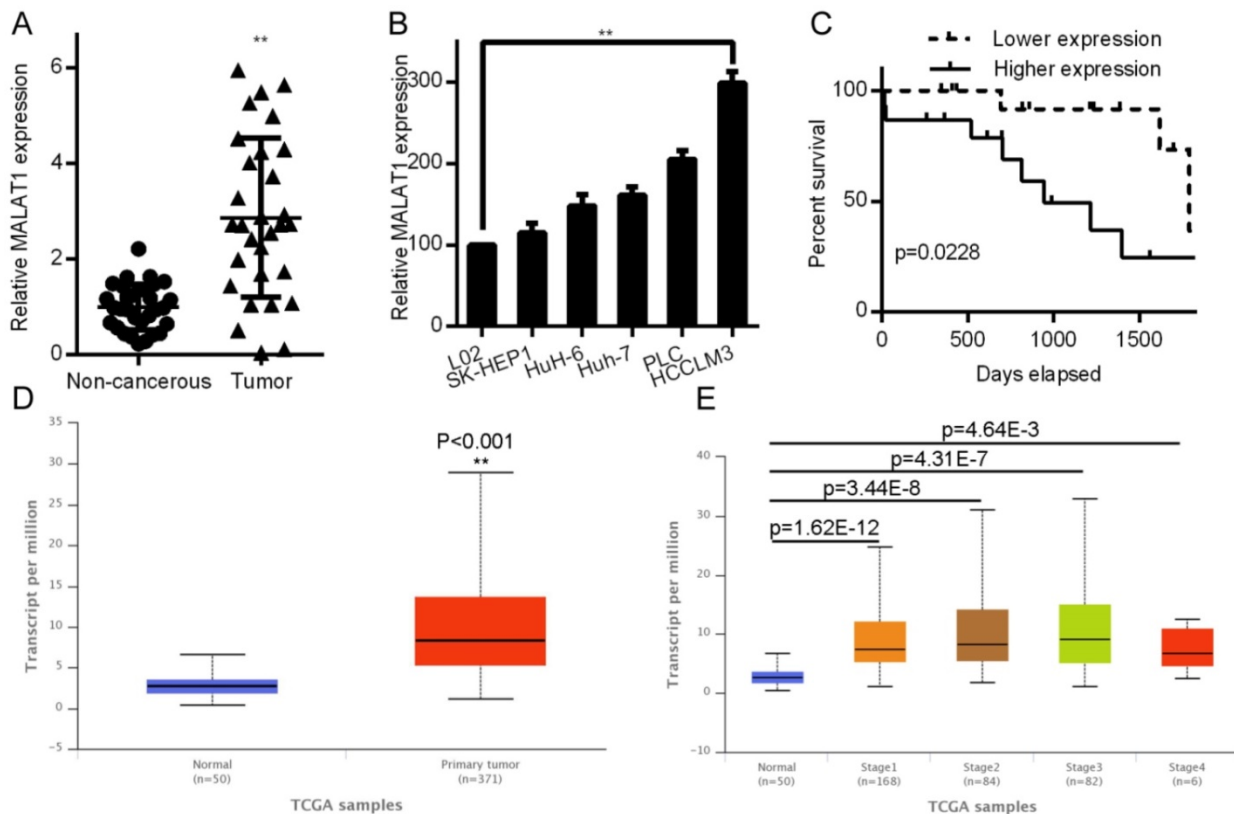 A
Relative MALAT1 expression
6
4
2
0
**
Non-cancerous
Tumor
B
Relative MALAT1 expression
300
200
100
0
**
L02
SK-HEP1
HuH-6
Huh-7
PLC
HCCLM3
C
Lower expression
Higher expression
Percent survival
100
50
0
p=0.0228
0
500
1000
1500
Days elapsed
D
Transcript per million
35
30
25
20
15
10
5
0
−5
P<0.001
**
Normal
(n=50)
Primary tumor
(n=371)
TCGA samples
E
Transcript per million
40
30
20
10
0
−10
p=4.64E-3
p=4.31E-7
p=3.44E-8
p=1.62E-12
Normal
(n=50)
Stage1
(n=168)
Stage2
(n=84)
Stage3
(n=82)
Stage4
(n=6)
TCGA samples